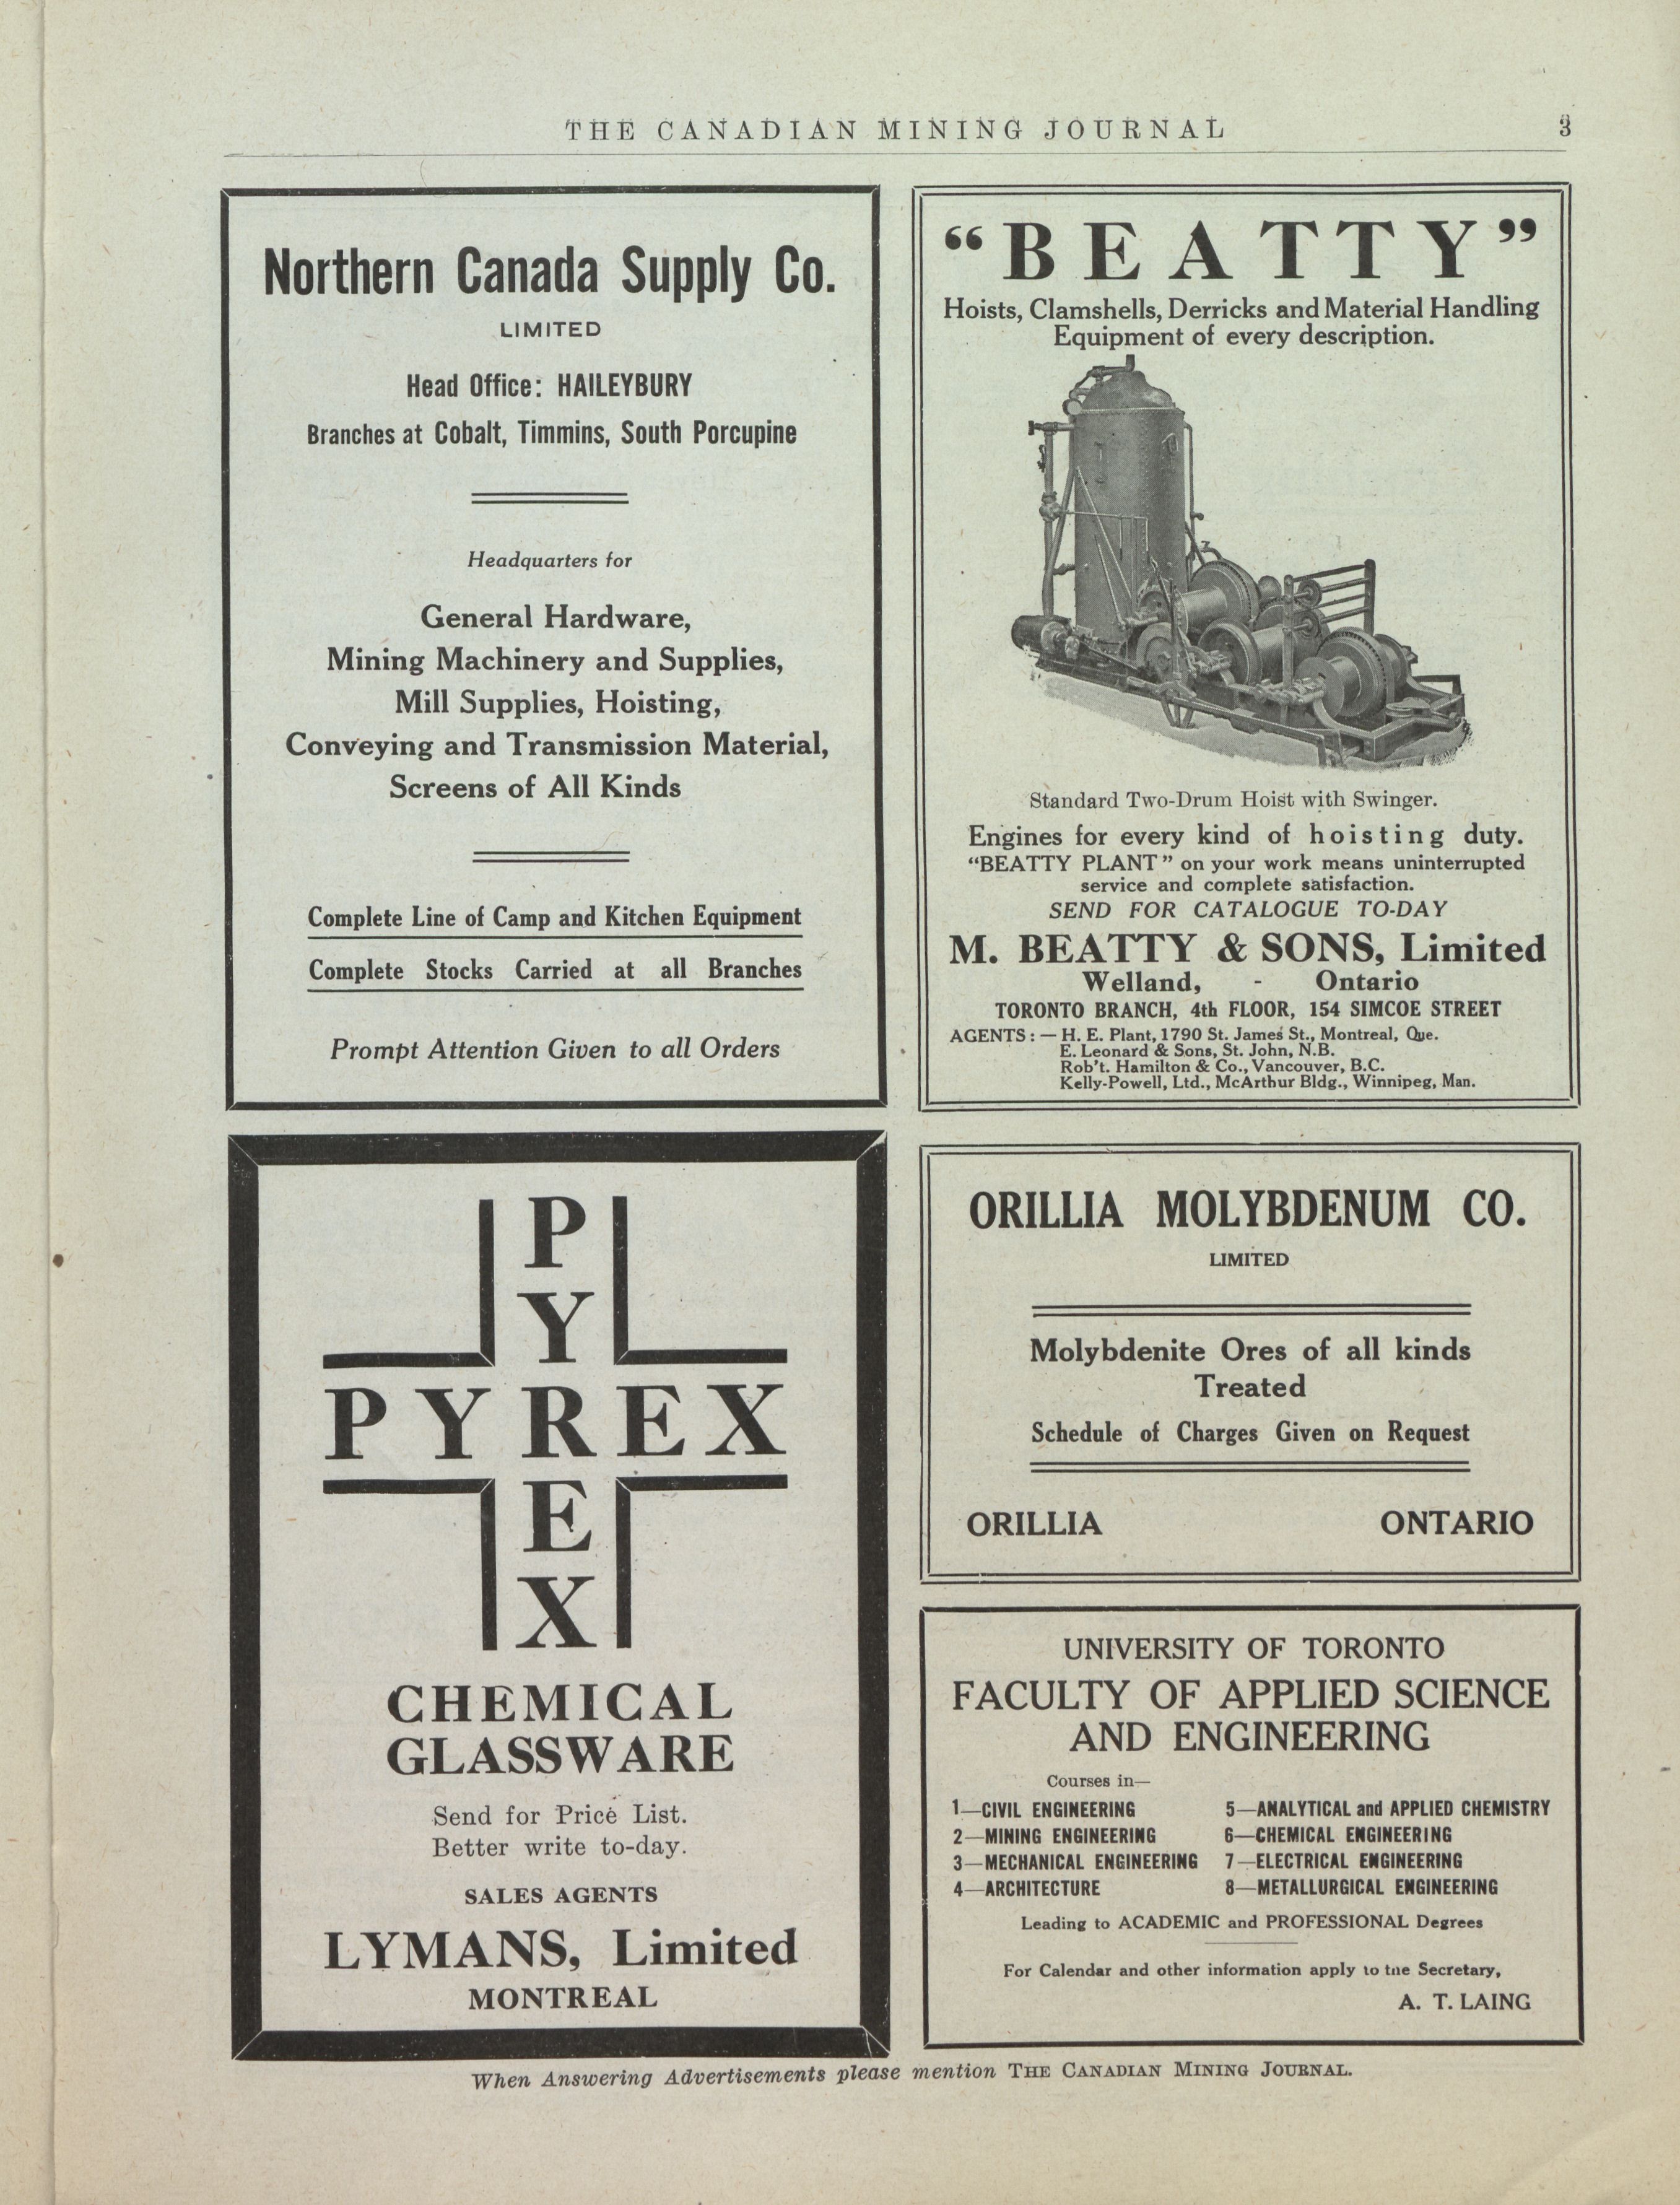 THE CANADIAN MINING JOURNAL 3
Northern Canada Supply Co.
LIMITED
Head Office: HAILEYBURY
Branches at Cobalt, Timmins, South Porcupine
Headquarters for
General Hardware,
Mining Machinery and Supplies,
Mill Supplies, Hoisting,
Conveying and Transmission Material,
Screens of All Kinds
Complete Line of Camp and Kitchen Equipment
Complete Stocks Carried at all Branches
Prompt Attention Given to all Orders
"BEATTY"
Hoists, Clamshells, Derricks and Material Handling
Equipment of every description.
Standard Two-Drum Hoist with Swinger.
Engines for every kind of hoisting duty.
"BEATTY PLANT" on your work means uninterrupted
service and complete satisfaction.
SEND FOR CATALOGUE TO-DAY
M. BEATTY & SONS, Limited
Welland, - Ontario
TORONTO BRANCH, 4th FLOOR, 154 SIMCOE STREET
AGENTS:—H. E. Plant, 1790 St. James St., Montreal, Que.
E. Leonard & Sons, St. John, N.B.
Rob't. Hamilton & Co., Vancouver, B.C.
Kelly-Powell, Ltd., McArthur Bldg., Winnipeg, Man.
P
Y
PYREX
E
X
CHEMICAL
GLASSWARE
Send for Price List.
Better write to-day.
SALES AGENTS
LYMANS, Limited
MONTREAL
ORILLIA MOLYBDENUM CO.
LIMITED
Molybdenite Ores of all kinds
Treated
Schedule of Charges Given on Request
ORILLIA ONTARIO
UNIVERSITY OF TORONTO
FACULTY OF APPLIED SCIENCE
AND ENGINEERING
Courses in—
1—CIVIL ENGINEERING 5—ANALYTICAL and APPLIED CHEMISTRY
2—MINING ENGINEERING 6—CHEMICAL ENGINEERING
3—MECHANICAL ENGINEERING 7—ELECTRICAL ENGINEERING
4—ARCHITECTURE 8—METALLURGICAL ENGINEERING
Leading to ACADEMIC and PROFESSIONAL Degrees
For Calendar and other information apply to the Secretary,
A. T. LAING
When Answering Advertisements please mention THE CANADIAN MINING JOURNAL.